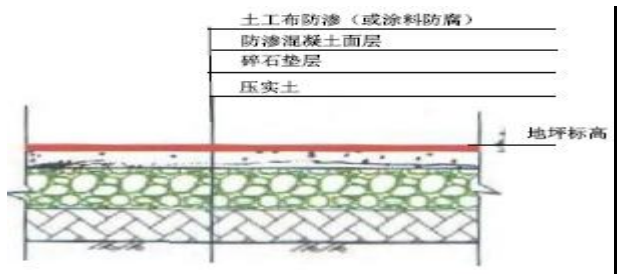 土工布防渗（或涂料防腐）
防渗混凝土面层
碎石垫层
压实土
地坪标高